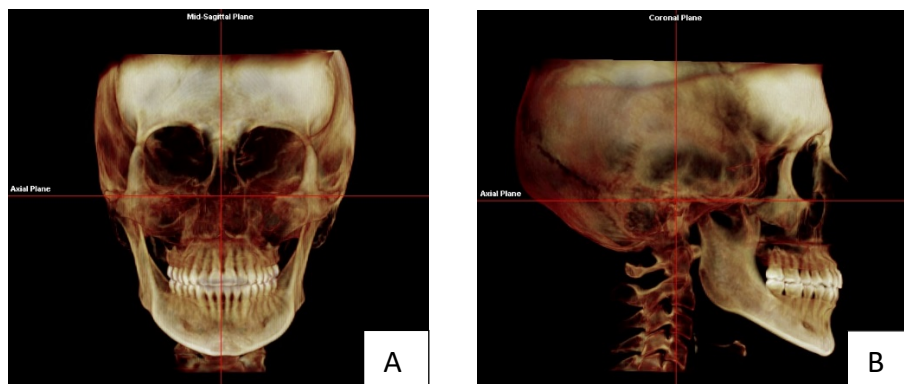 Mid-Sagittal Plane
Axial Plane
A
Coronal Plane
Axial Plane
B